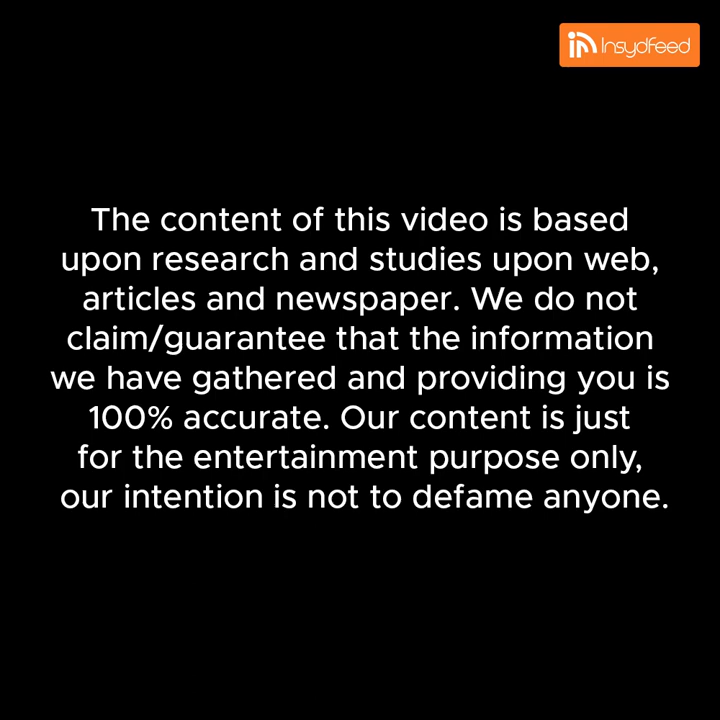 Insydfeed
The content of this video is based
upon research and studies upon web,
articles and newspaper. We do not
claim/guarantee that the information
we have gathered and providing you is
100% accurate. Our content is just
for the entertainment purpose only,
our intention is not to defame anyone.